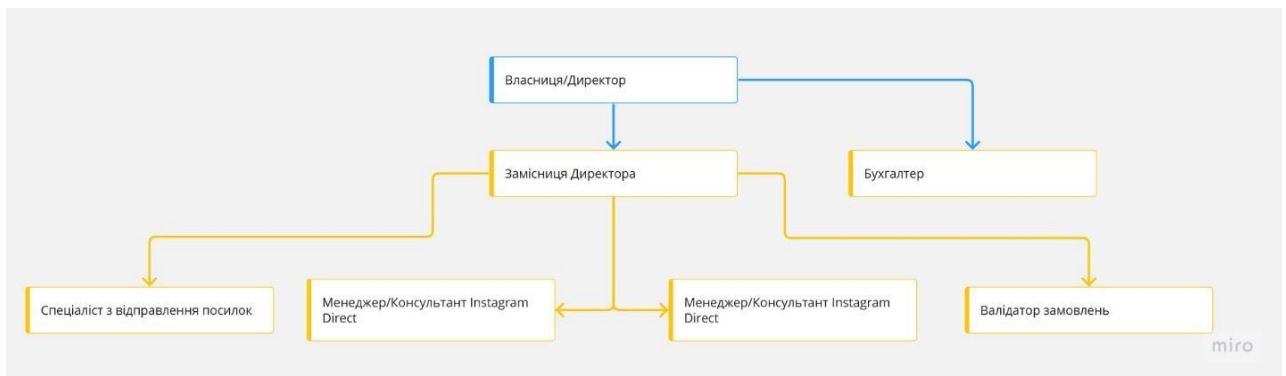 Власниця/Директор
Замісниця Директора
Бухгалтер
Спеціаліст з відправлення посилок
Менеджер/Консультант Instagram
Direct
Менеджер/Консультант Instagram
Direct
Валідатор замовлень
miro